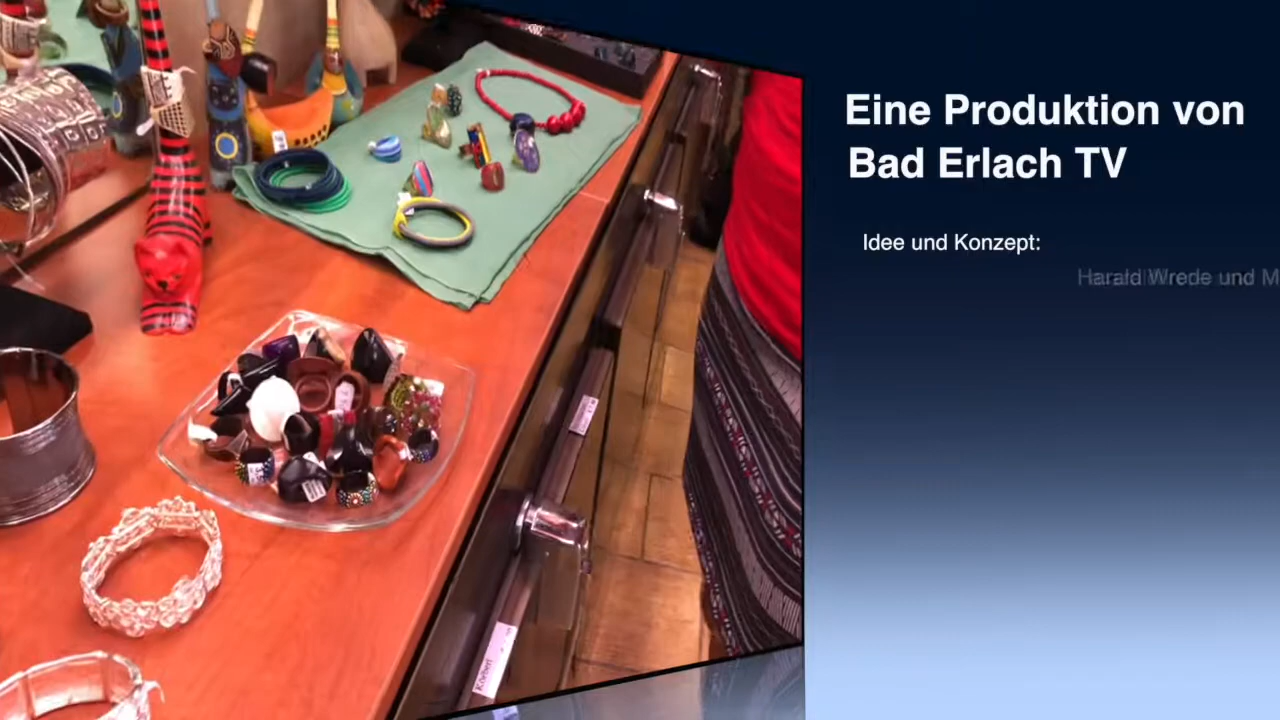 Eine Produktion von
Bad Erlach TV
Idee und Konzept:
Harald Wrede und M